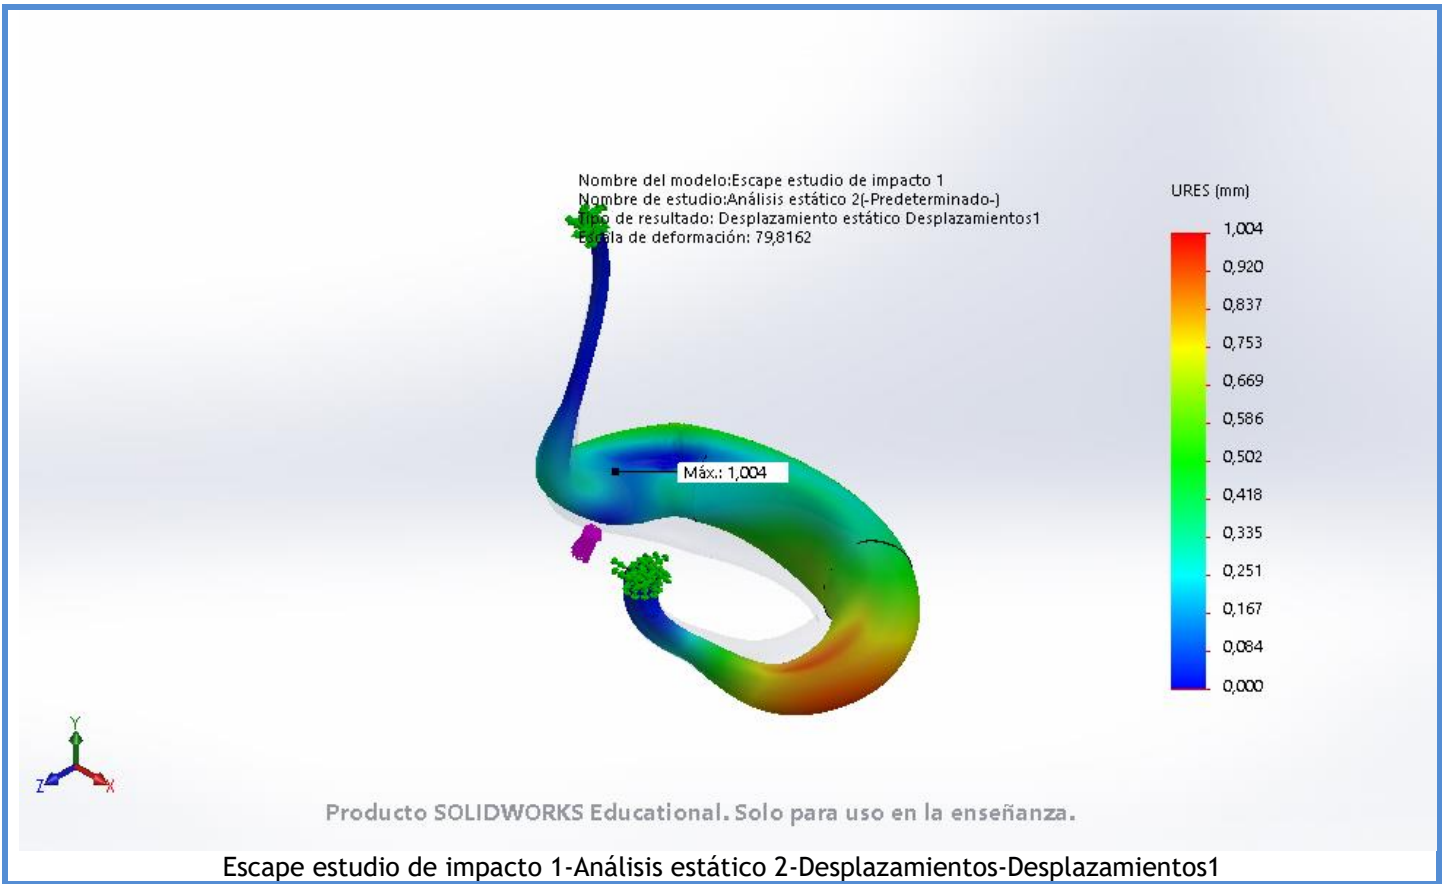 Nombre del modelo:Escape estudio de impacto 1
Nombre de estudio:Análisis estático 2(-Predeterminado-)
Tipo de resultado: Desplazamiento estático Desplazamientos1
Escala de deformación: 79,8162
URES (mm)
1,004
0,920
0,837
0,753
0,669
0,586
0,502
0,418
0,335
0,251
0,167
0,084
0,000
Máx.: 1,004
Y
Z
X
Producto SOLIDWORKS Educational. Solo para uso en la enseñanza.
Escape estudio de impacto 1-Análisis estático 2-Desplazamientos-Desplazamientos1